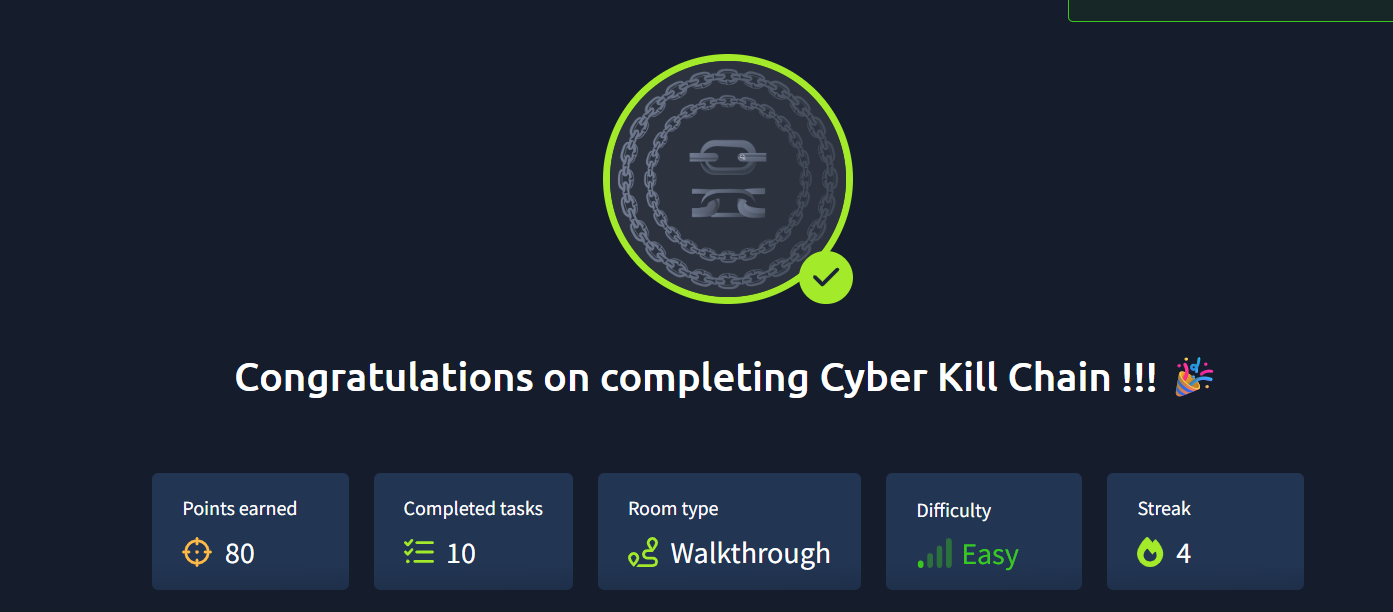 Congratulations on completing Cyber Kill Chain !!! 🎉
Points earned
80
Completed tasks
10
Room type
Walkthrough
Difficulty
Easy
Streak
4